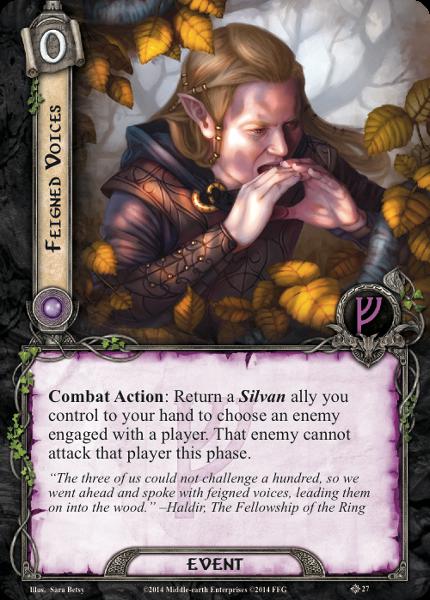 0
FEIGNED VOICES
Combat Action: Return a Silvan ally you
control to your hand to choose an enemy
engaged with a player. That enemy cannot
attack that player this phase.
“The three of us could not challenge a hundred, so we
went ahead and spoke with feigned voices, leading them
on into the wood.” –Haldir, The Fellowship of the Ring
EVENT
Illus. Sara Betsy ©2014 Middle-earth Enterprises ©2014 FFG 27